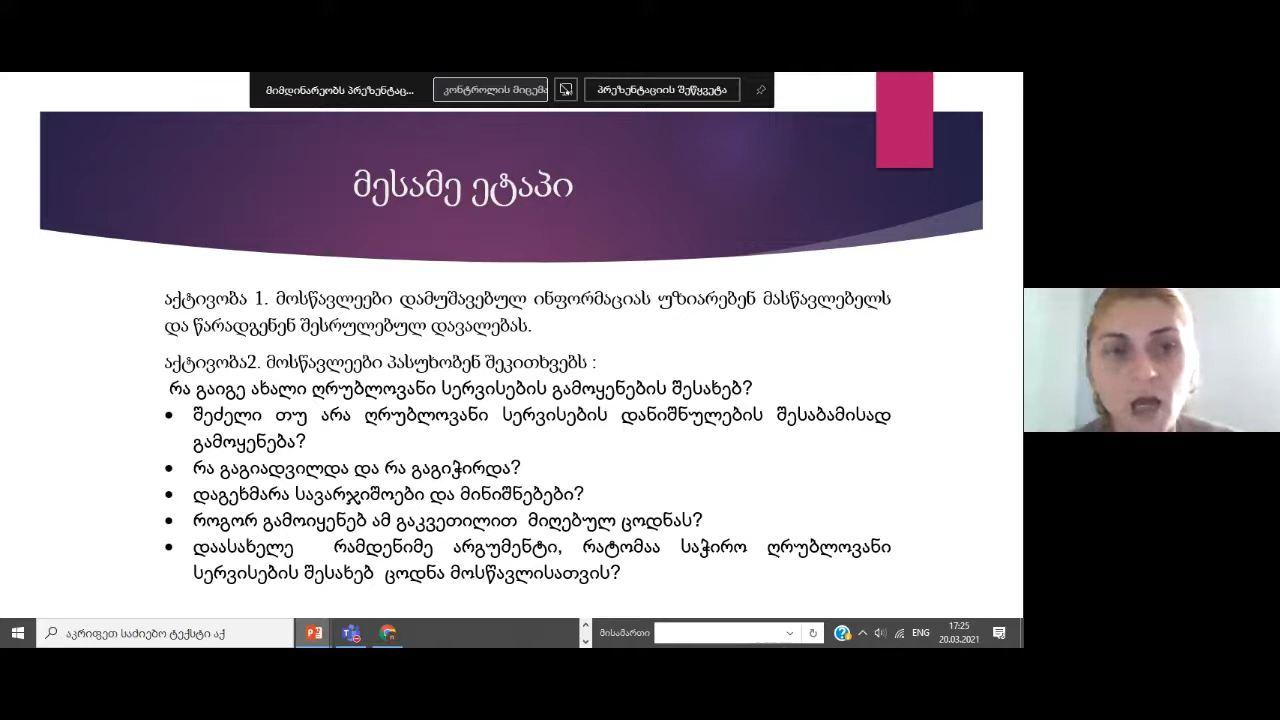 მიმდინარეობს პრეზენტაც...
კონტროლის მიცემა
პრეზენტაციის შეწყვეტა
მესამე ეტაპი
აქტივობა 1. მოსწავლეები დამუშავებულ ინფორმაციას უზიარებენ მასწავლებელს
და წარადგენენ შესრულებულ დავალებას.
აქტივობა2. მოსწავლეები პასუხობენ შეკითხვებს :
რა გაიგე ახალი ღრუბლოვანი სერვისების გამოყენების შესახებ?
• შეძელი თუ არა ღრუბლოვანი სერვისების დანიშნულების შესაბამისად
გამოყენება?
• რა გაგიადვილდა და რა გაგიჭირდა?
• დაგეხმარა სავარჯიშოები და მინიშნებები?
• როგორ გამოიყენებ ამ გაკვეთილით მიღებულ ცოდნას?
• დაასახელე რამდენიმე არგუმენტი, რატომაა საჭირო ღრუბლოვანი
სერვისების შესახებ ცოდნა მოსწავლისათვის?
აკრიფეთ საძიებო ტექსტი აქ
მისამართი
ENG
17:25
20.03.2021